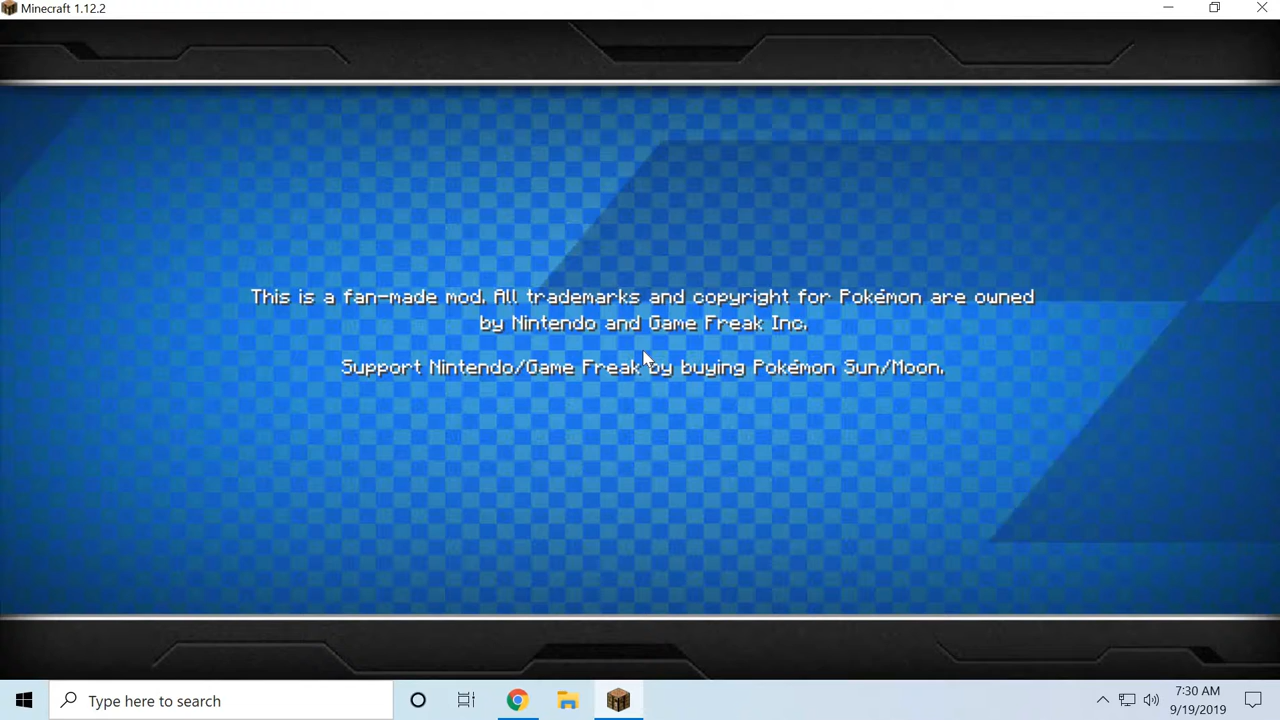 Minecraft 1.12.2
This is a fan-made mod. All trademarks and copyright for Pokémon are owned
by Nintendo and Game Freak Inc.
Support Nintendo/Game Freak by buying Pokémon Sun/Moon.
Type here to search
7:30 AM
9/19/2019